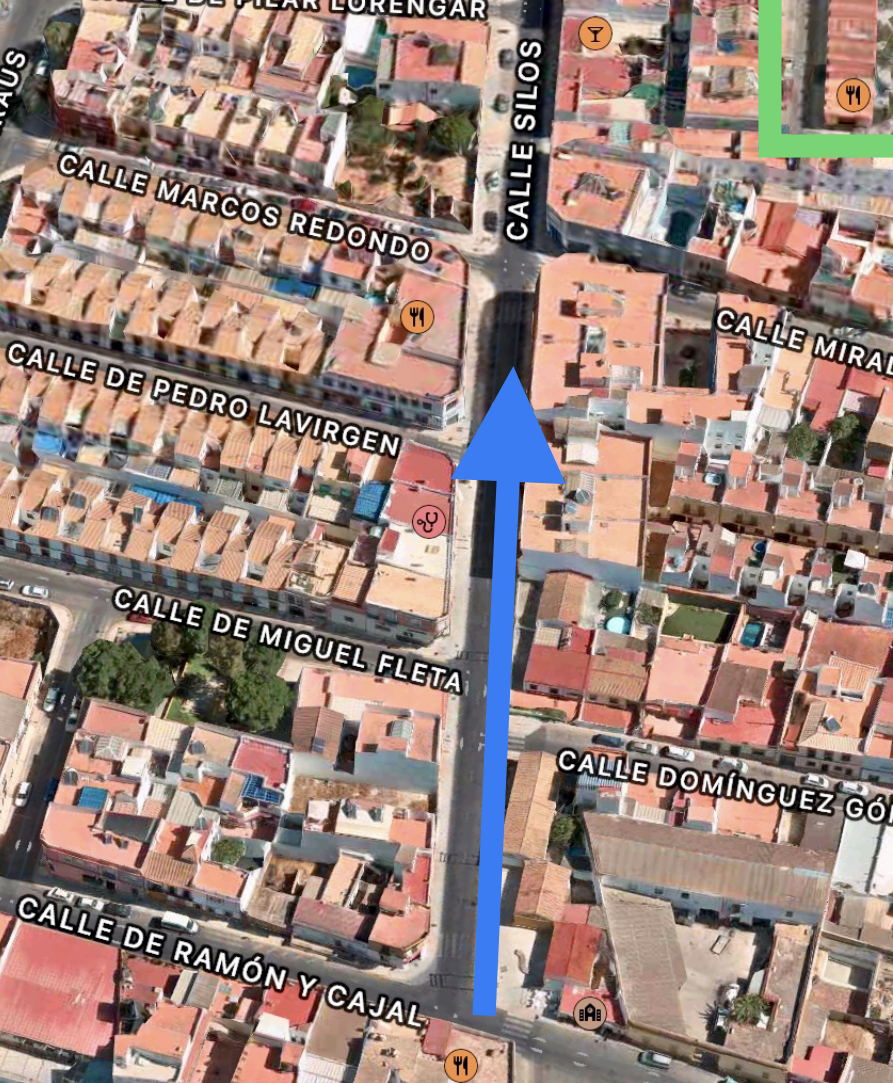 CALLE DE PILAR LORENGAR
CALLE SILOS
CALLE MARCOS REDONDO
CALLE MIRAD
CALLE DE PEDRO LAVIRGEN
CALLE DE MIGUEL FLETA
CALLE DOMÍNGUEZ GÓ
CALLE DE RAMÓN Y CAJAL